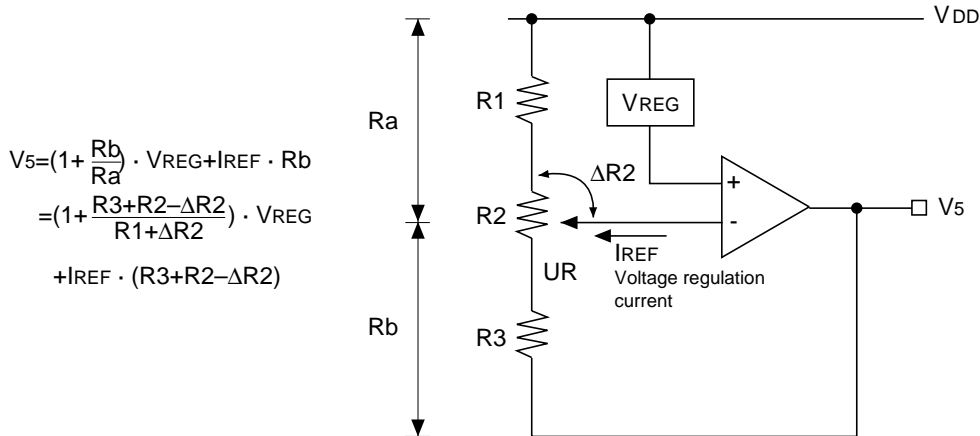 VDD
R1
VREG
Ra
V5=(1+ Rb/Ra) · VREG+IREF · Rb
ΔR2
+
=(1+ R3+R2–ΔR2/R1+ΔR2) · VREG
R2
-
V5
IREF
+IREF · (R3+R2–ΔR2)
UR
Voltage regulation
current
Rb
R3